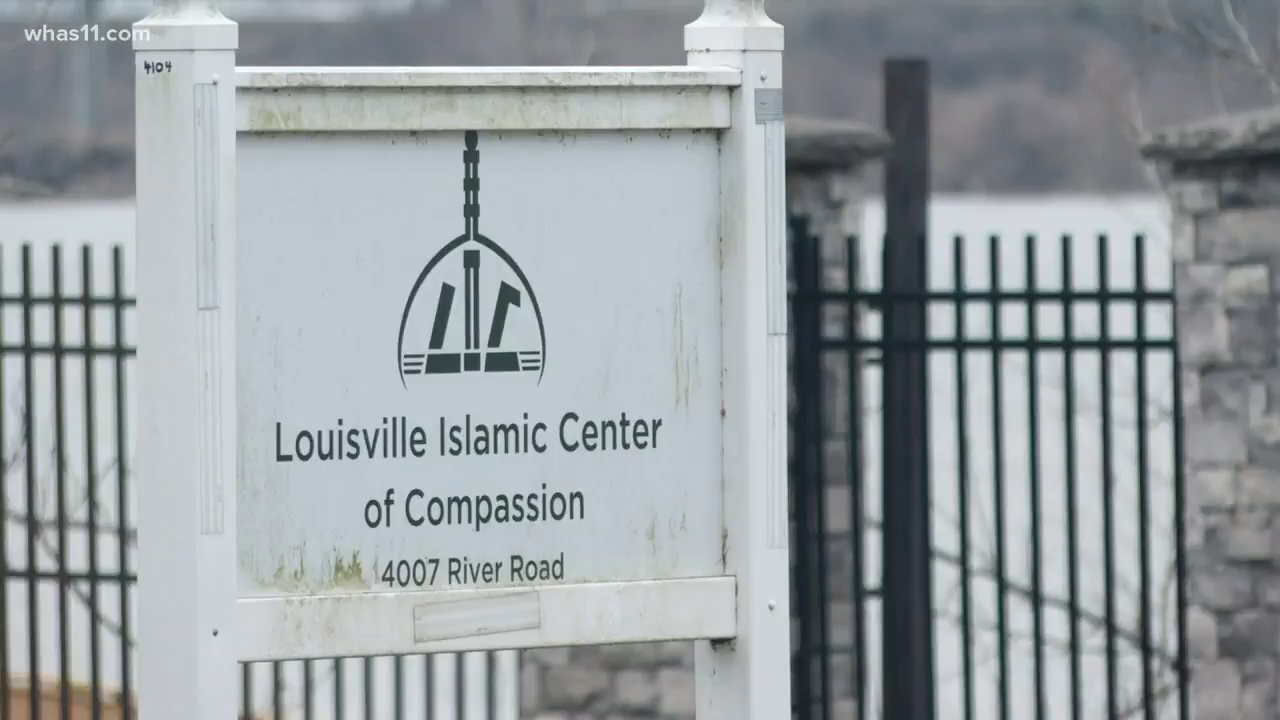 whas11.com
4104
Louisville Islamic Center
of Compassion
4007 River Road